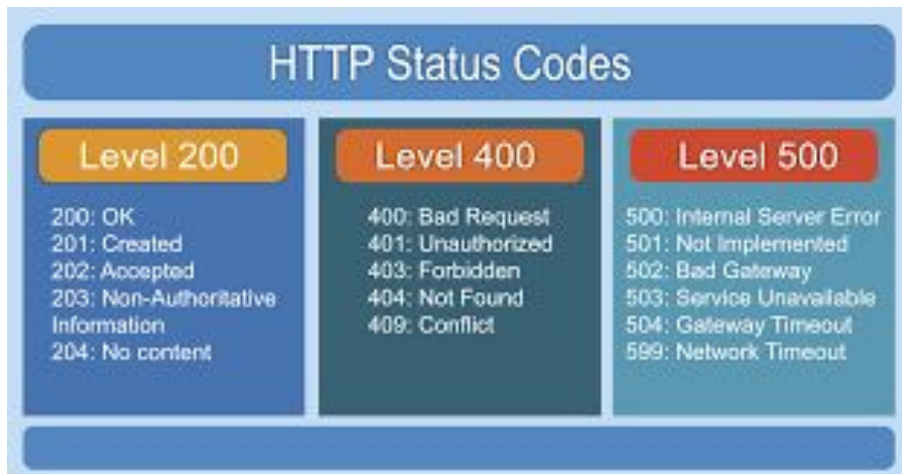 HTTP Status Codes
Level 200
200: OK
201: Created
202: Accepted
203: Non-Authoritative
Information
204: No content
Level 400
400: Bad Request
401: Unauthorized
403: Forbidden
404: Not Found
409: Conflict
Level 500
500: Internal Server Error
501: Not Implemented
502: Bad Gateway
503: Service Unavailable
504: Gateway Timeout
599: Network Timeout